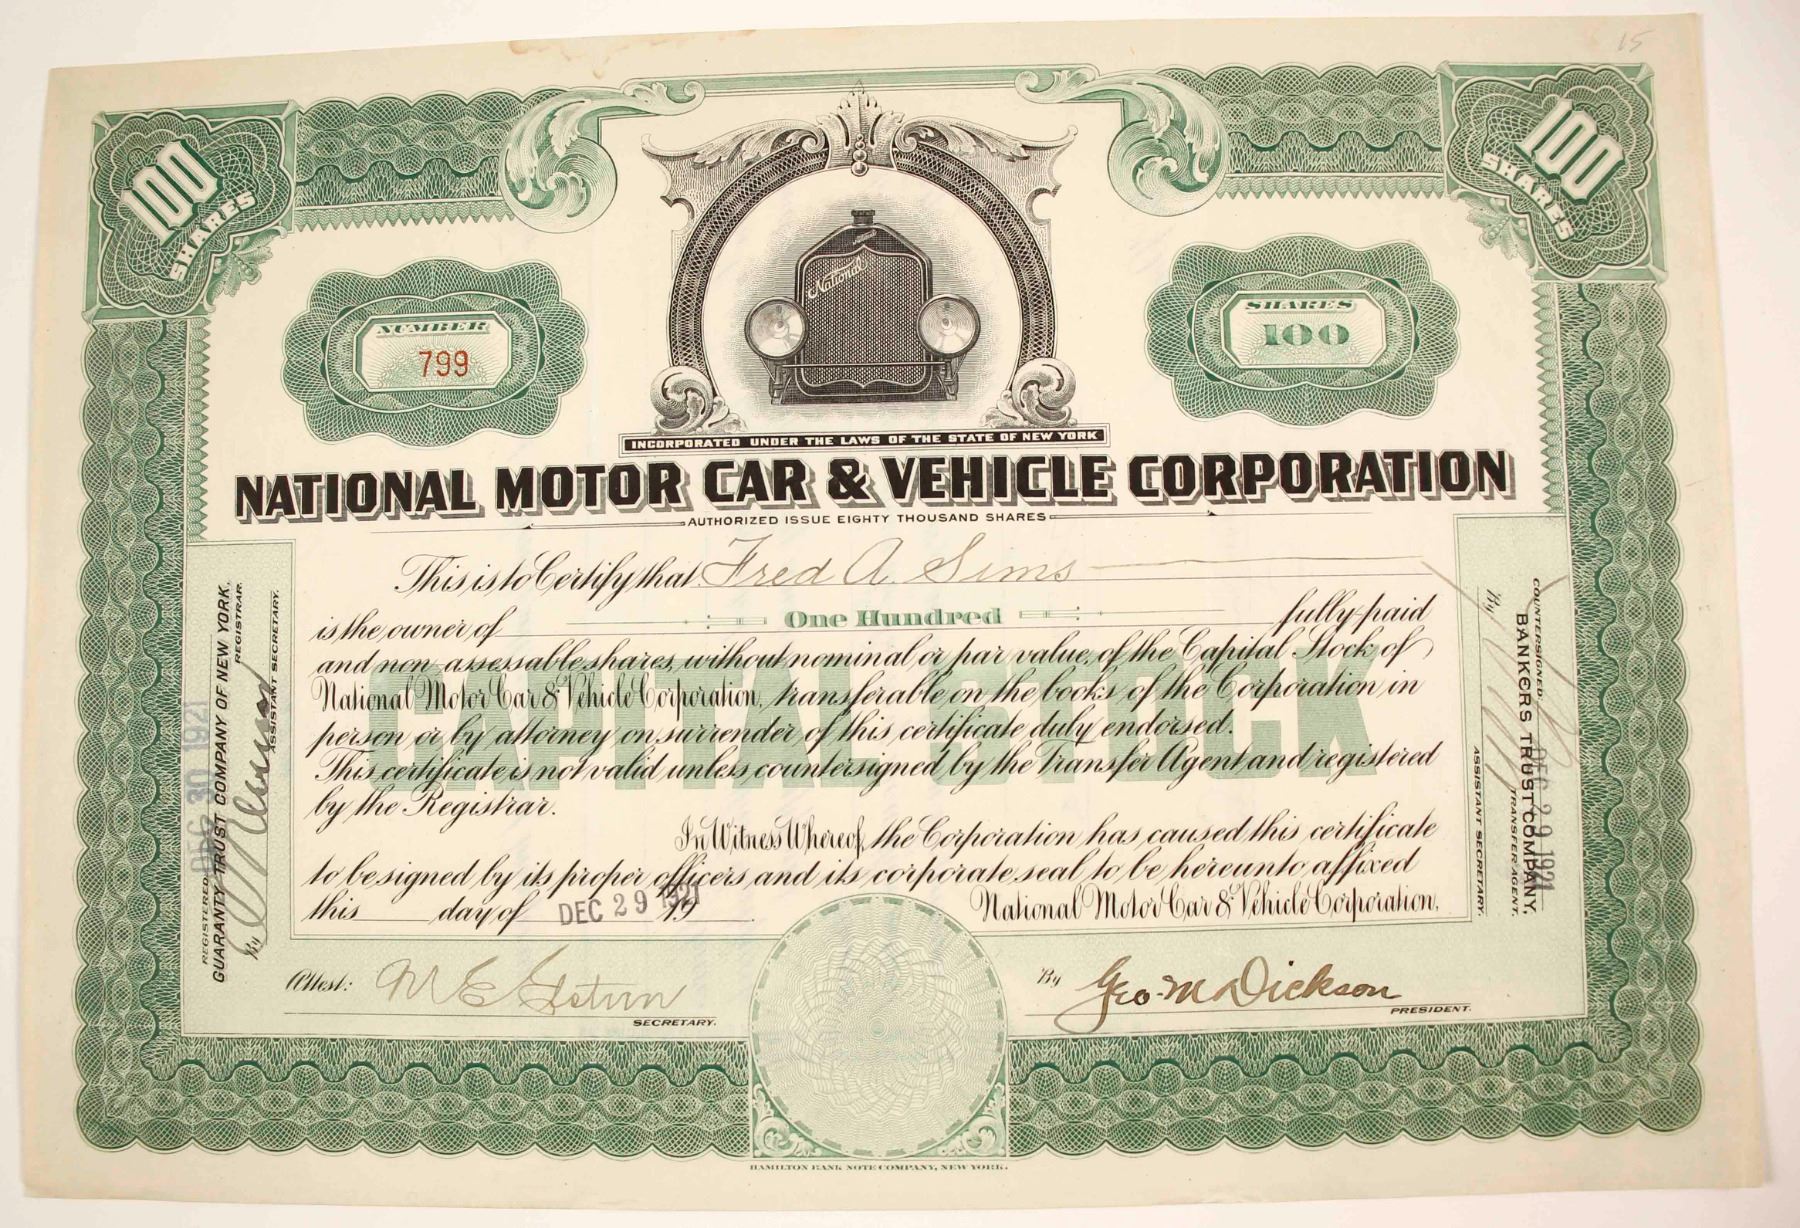 15
100 SHARES
100 SHARES
National
NUMBER
799
SHARES
100
INCORPORATED UNDER THE LAWS OF THE STATE OF NEW YORK
NATIONAL MOTOR CAR & VEHICLE CORPORATION
AUTHORIZED ISSUE EIGHTY THOUSAND SHARES
This is to Certify that Fred A. Sims
is the owner of One Hundred fully paid
and non-assessable shares, without nominal or par value, of the Capital Stock of
National Motor Car & Vehicle Corporation, transferable on the books of the Corporation in
person or by attorney on surrender of this certificate duly endorsed.
This certificate is not valid unless countersigned by the Transfer Agent and registered
by the Registrar.
CAPITAL STOCK
In Witness Whereof, the Corporation has caused this certificate
to be signed by its proper officers and its corporate seal to be hereunto affixed
this day of DEC 29 1921 19
National Motor Car & Vehicle Corporation,
Attest:
SECRETARY.
By Geo. M Dickson
PRESIDENT.
REGISTERED: DEC 30 1921
GUARANTY TRUST COMPANY OF NEW YORK,
REGISTRAR
By
ASSISTANT SECRETARY.
COUNTERSIGNED: DEC 29 1921
BANKERS TRUST COMPANY,
TRANSFER AGENT.
By
ASSISTANT SECRETARY.
HAMILTON BANK NOTE COMPANY, NEW YORK.